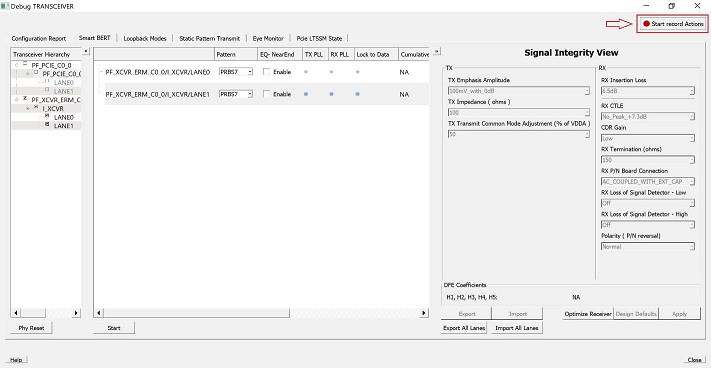 Debug TRANSCEIVER
Start record Actions
Configuration Report Smart BERT Loopback Modes Static Pattern Transmit Eye Monitor Pcie LTSSM State
Transceiver Hierarchy
PF_PCIE_C0_0
PF_PCIE_C0_0
LANE0
LANE1
PF_XCVR_ERM_C
I_XCVR
LANE0
LANE1
Phy Reset
Pattern EQ- NearEnd TX PLL RX PLL Lock to Data Cumulative
PF_XCVR_ERM_C0_0/I_XCVR/LANE0 PRBS7 Enable NA
PF_XCVR_ERM_C0_0/I_XCVR/LANE1 PRBS7 Enable NA
Start
Signal Integrity View
TX
TX Emphasis Amplitude
100mV_with_0dB
TX Impedance ( ohms )
100
TX Transmit Common Mode Adjustment (% of VDDA )
50
RX
RX Insertion Loss
6.5dB
RX CTLE
No_Peak_+7.3dB
CDR Gain
Low
RX Termination (ohms)
150
RX P/N Board Connection
AC_COUPLED_WITH_EXT_CAP
RX Loss of Signal Detector - Low
Off
RX Loss of Signal Detector - High
Off
Polarity ( P/N reversal)
Normal
DFE Coefficients
H1, H2, H3, H4, H5: NA
Export Import Optimize Receiver Design Defaults Apply
Export All Lanes Import All Lanes
Help Close